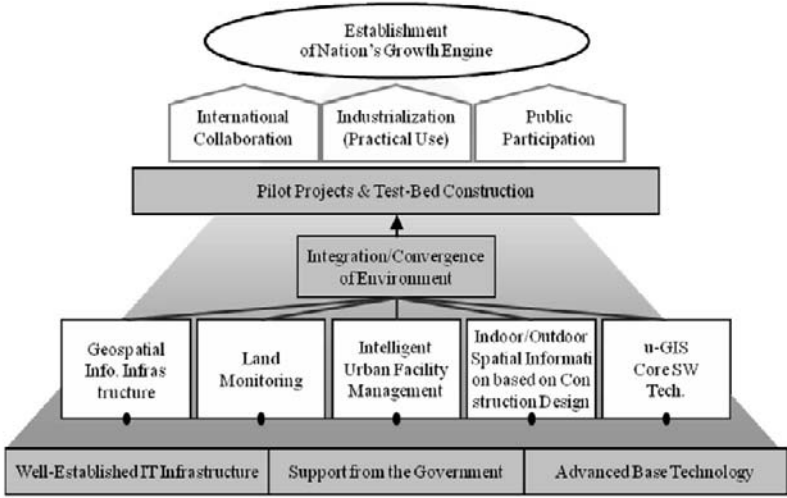 Establishment
of Nation's Growth Engine
International
Collaboration
Industrialization
(Practical Use)
Public
Participation
Pilot Projects & Test-Bed Construction
Integration/Convergence
of Environment
Geospatial
Info. Infras
tructure
Land
Monitoring
Intelligent
Urban Facility
Management
Indoor/Outdoor
Spatial Informati
on based on Con
struction Design
u-GIS
Core SW
Tech.
Well-Established IT Infrastructure
Support from the Government
Advanced Base Technology